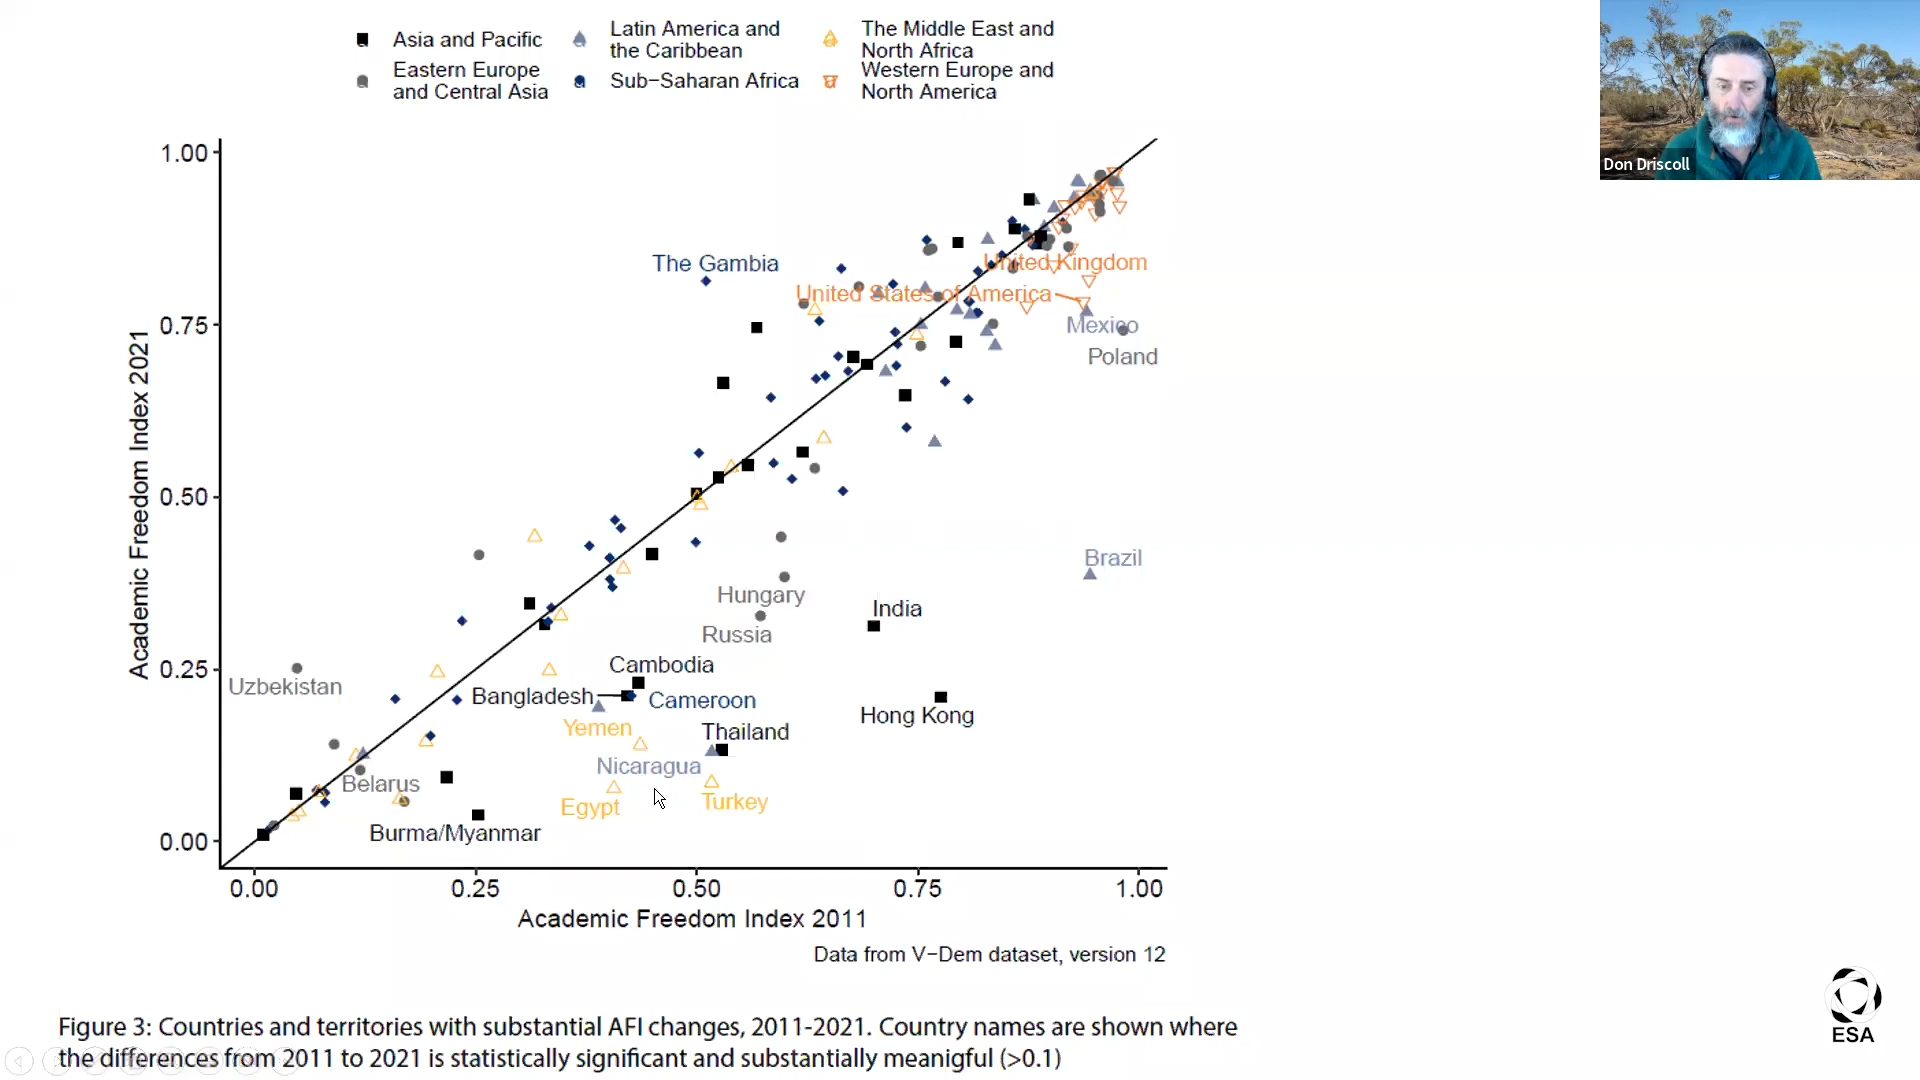 Asia and Pacific
Eastern Europe
and Central Asia
Latin America and
the Caribbean
Sub−Saharan Africa
The Middle East and
North Africa
Western Europe and
North America
Don Driscoll
1.00
0.75
0.50
0.25
0.00
Academic Freedom Index 2021
The Gambia
United Kingdom
United States of America
Mexico
Poland
Brazil
Hungary
India
Russia
Cambodia
Uzbekistan
Bangladesh
Cameroon
Hong Kong
Yemen
Thailand
Nicaragua
Belarus
Egypt
Turkey
Burma/Myanmar
0.00
0.25
0.50
0.75
1.00
Academic Freedom Index 2011
Data from V−Dem dataset, version 12
ESA
Figure 3: Countries and territories with substantial AFI changes, 2011-2021. Country names are shown where
the differences from 2011 to 2021 is statistically significant and substantially meanigful (>0.1)